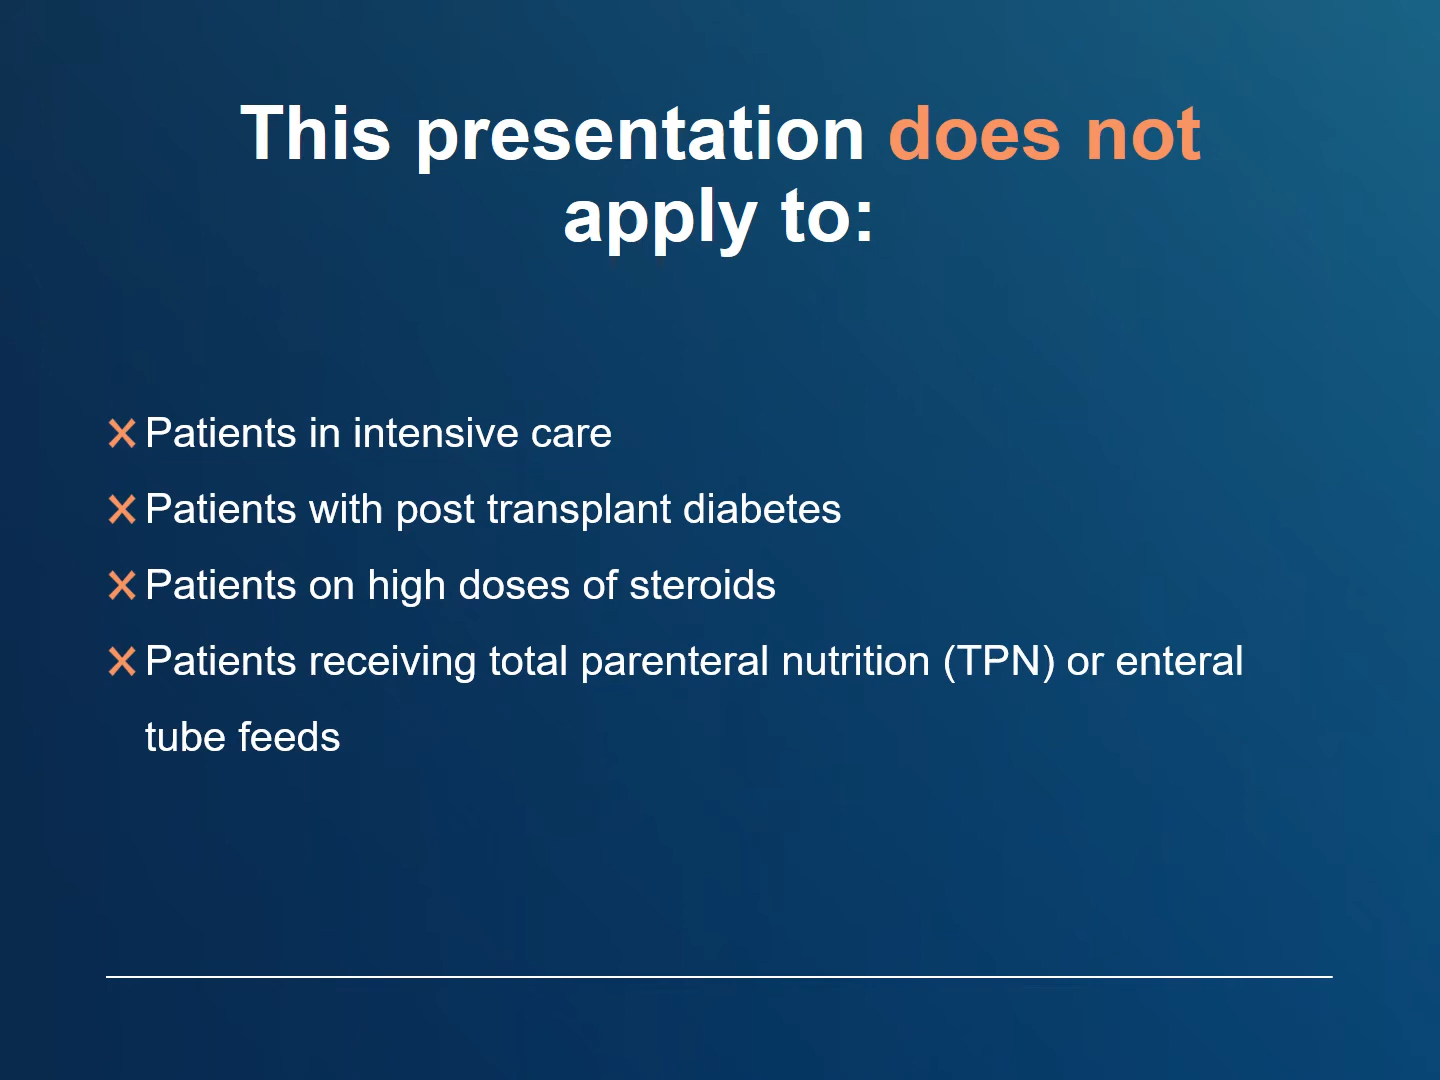 This presentation does not
apply to:
Patients in intensive care
Patients with post transplant diabetes
Patients on high doses of steroids
Patients receiving total parenteral nutrition (TPN) or enteral
tube feeds